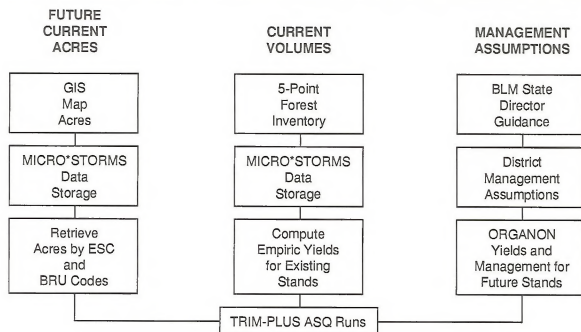 FUTURE
CURRENT
ACRES
GIS
Map
Acres
MICRO*STORMS
Data
Storage
Retrieve
Acres by ESC
and
BRU Codes
CURRENT
VOLUMES
5-Point
Forest
Inventory
MICRO*STORMS
Data
Storage
Compute
Empiric Yields
for Existing
Stands
MANAGEMENT
ASSUMPTIONS
BLM State
Director
Guidance
District
Management
Assumptions
ORGANON
Yields and
Management for
Future Stands
TRIM-PLUS ASQ Runs